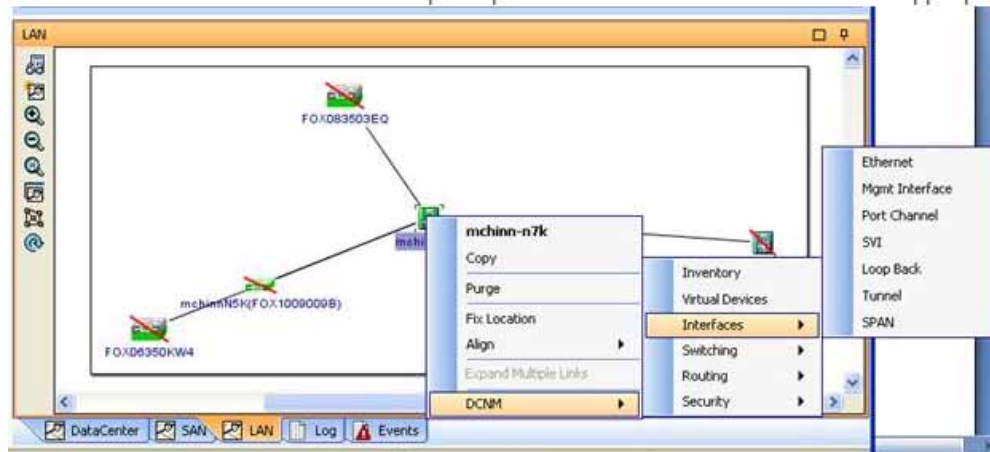 LAN
FOX083503EQ
mchinnN5K(FOX1009009B)
FOX06350KW4
mchinn-n7k
Copy
Purge
Fix Location
Align
Expand Multiple Links
DCNM
Inventory
Virtual Devices
Interfaces
Switching
Routing
Security
Ethernet
Mgmt Interface
Port Channel
SVI
Loop Back
Tunnel
SPAN
DataCenter SAN LAN Log Events